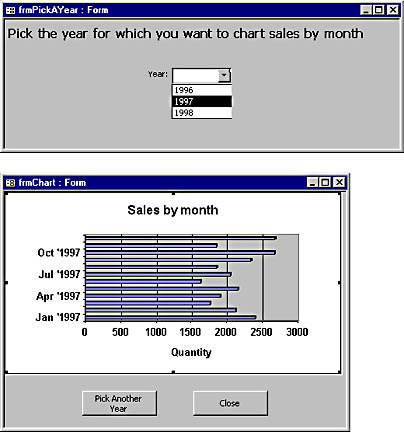 frmPickAYear : Form
Pick the year for which you want to chart sales by month
Year:
1996
1997
1998
frmChart : Form
Sales by month
Oct '1997
Jul '1997
Apr '1997
Jan '1997
0 500 1000 1500 2000 2500 3000
Quantity
Pick Another
Year
Close